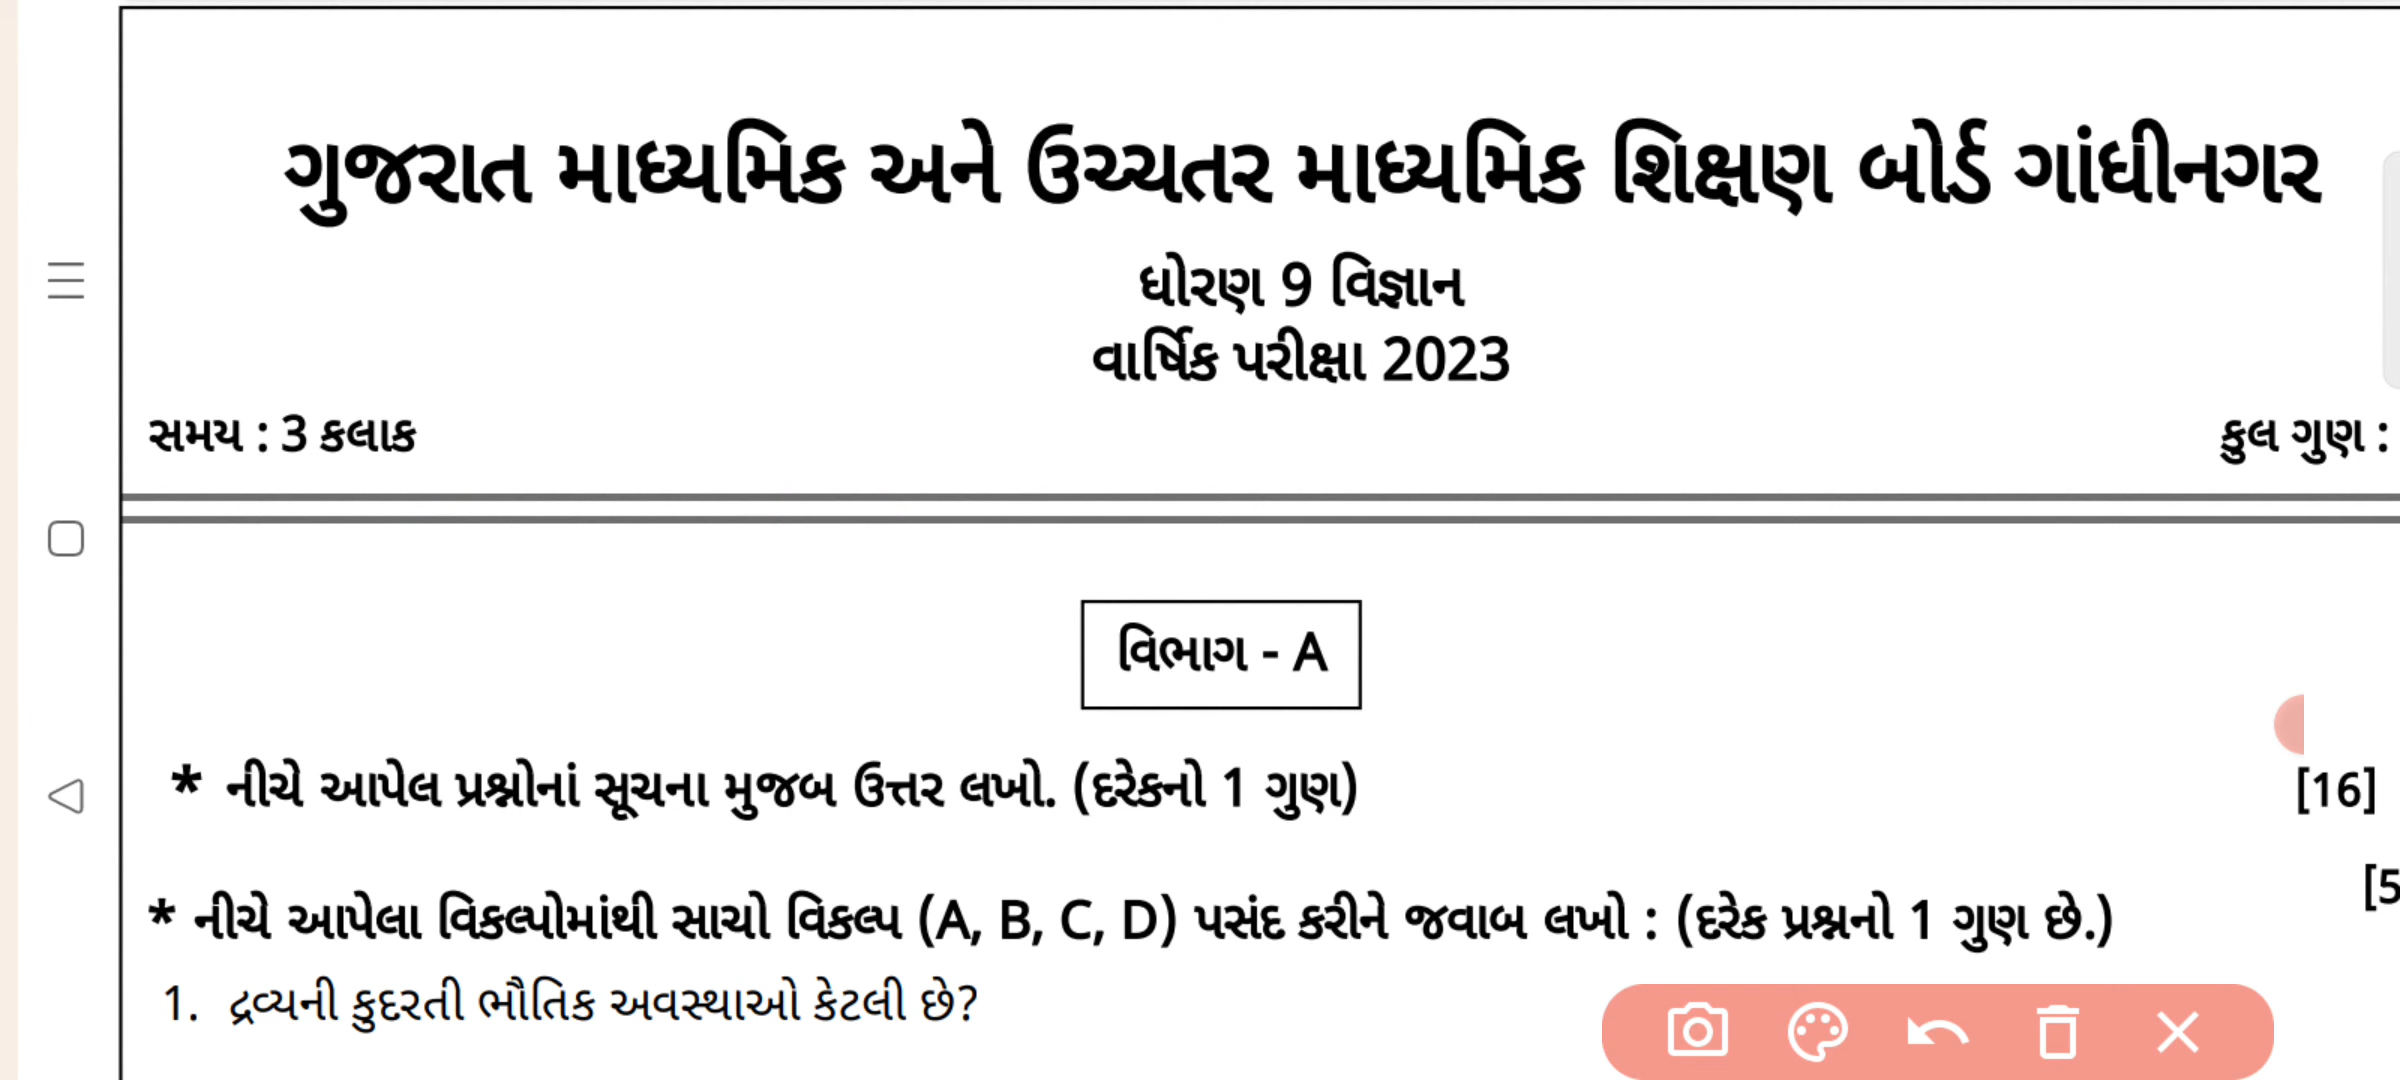 ગુજરાત માધ્યમિક અને ઉચ્ચતર માધ્યમિક શિક્ષણ બોર્ડ ગાંધીનગર
ધોરણ 9 વિજ્ઞાન
વાર્ષિક પરીક્ષા 2023
સમય : 3 કલાક કુલ ગુણ :
વિભાગ - A
* નીચે આપેલ પ્રશ્નોનાં સૂચના મુજબ ઉત્તર લખો. (દરેકનો 1 ગુણ) [16]
[5
* નીચે આપેલા વિકલ્પોમાંથી સાચો વિકલ્પ (A, B, C, D) પસંદ કરીને જવાબ લખો : (દરેક પ્રશ્નનો 1 ગુણ છે.)
1. દ્રવ્યની કુદરતી ભૌતિક અવસ્થાઓ કેટલી છે?